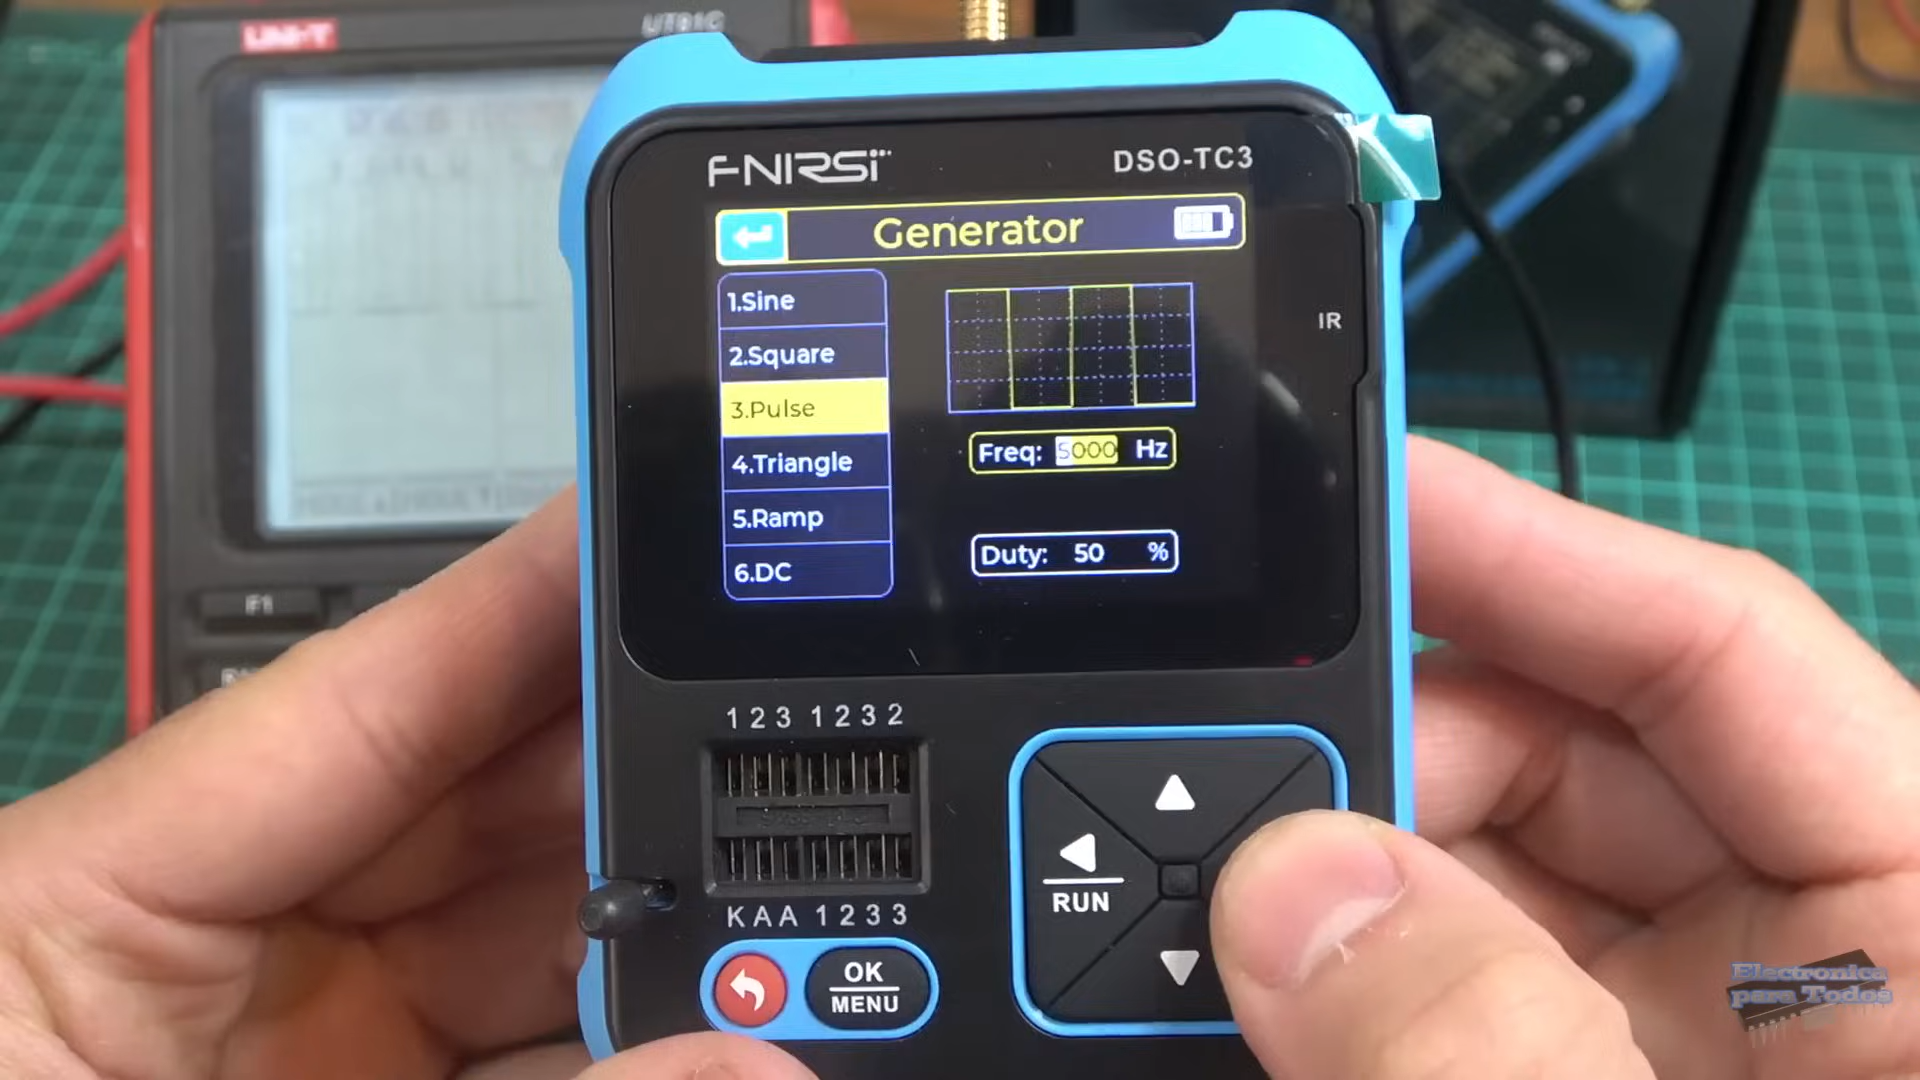 UNI-T
UT81C
FNIRSI
DSO-TC3
Generator
1.Sine
2.Square
3.Pulse
4.Triangle
5.Ramp
6.DC
Freq: 5000 Hz
Duty: 50 %
IR
F1
1 2 3 1 2 3 2
K A A 1 2 3 3
RUN
OK
MENU
Electronica
para Todos